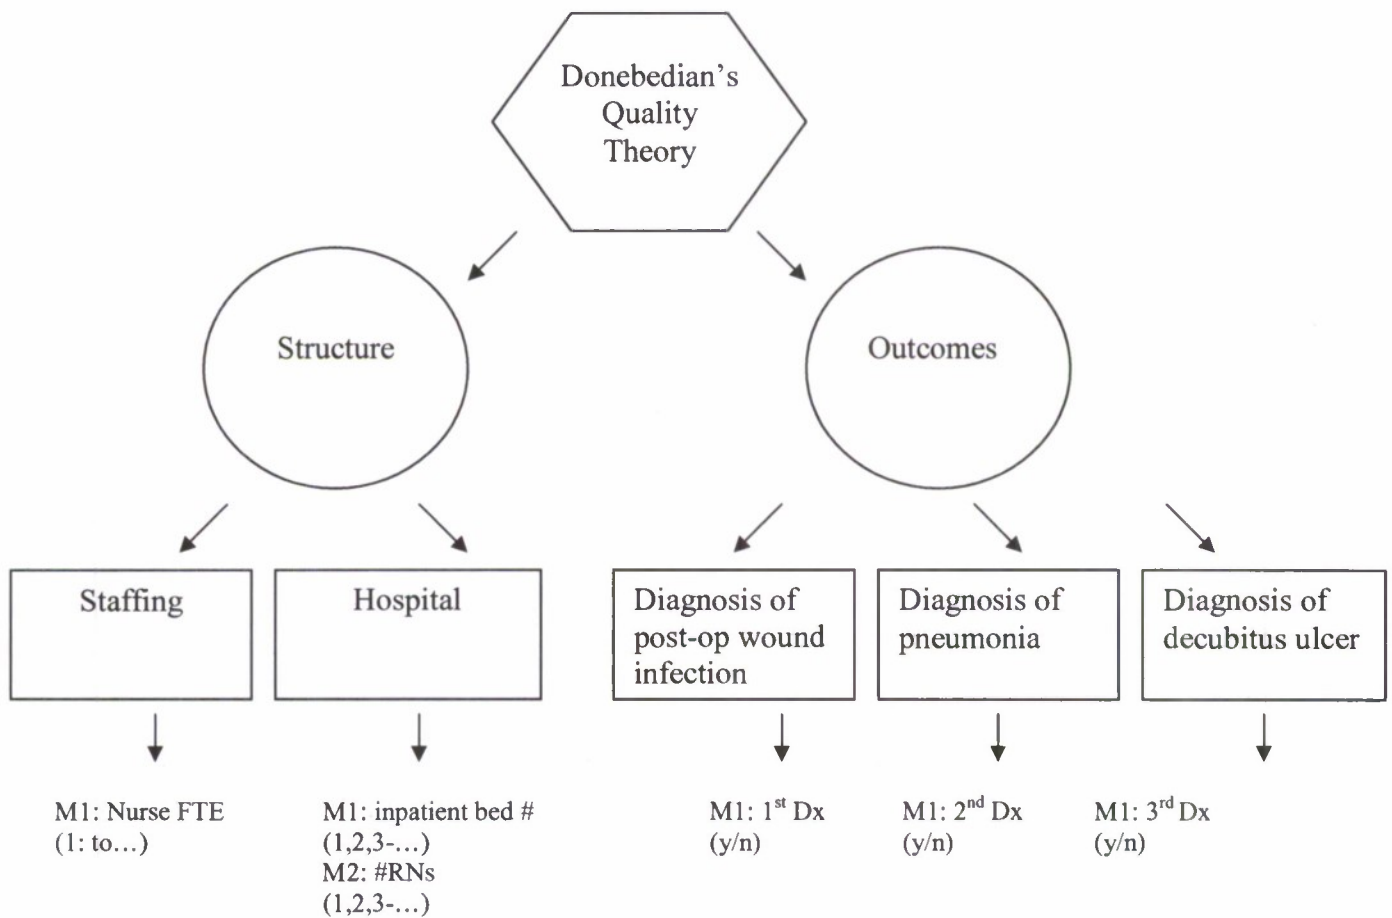 Donebedian's
Quality
Theory
Structure
Outcomes
Staffing
Hospital
Diagnosis of
post-op wound
infection
Diagnosis of
pneumonia
Diagnosis of
decubitus ulcer
M1: Nurse FTE
(1: to…)
M1: inpatient bed #
(1,2,3-…)
M2: #RNs
(1,2,3-…)
M1: 1st Dx
(y/n)
M1: 2nd Dx
(y/n)
M1: 3rd Dx
(y/n)